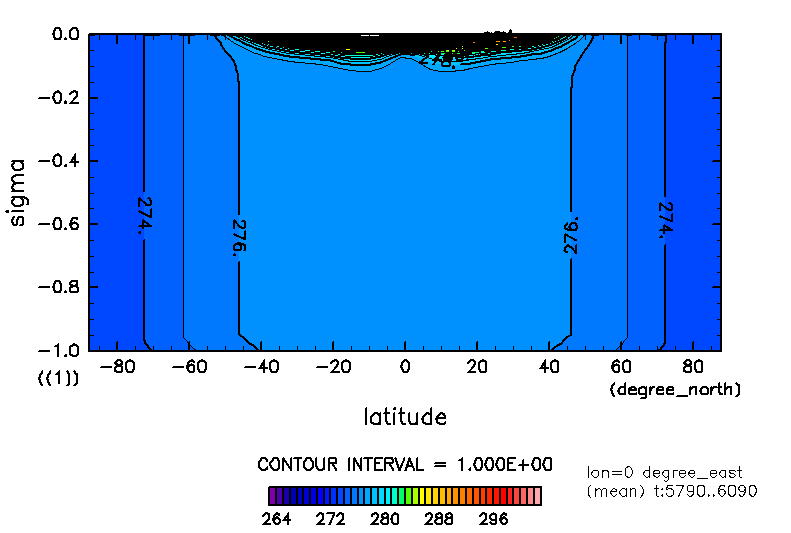 0.0
−0.2
−0.4
−0.6
−0.8
−1.0
sigma
274.
276.
276.
274.
−80 −60 −40 −20 0 20 40 60 80
((1)) (degree_north)
latitude
CONTOUR INTERVAL = 1.000E+00
264 272 280 288 296
lon=0 degree_east
(mean) t:5790..6090